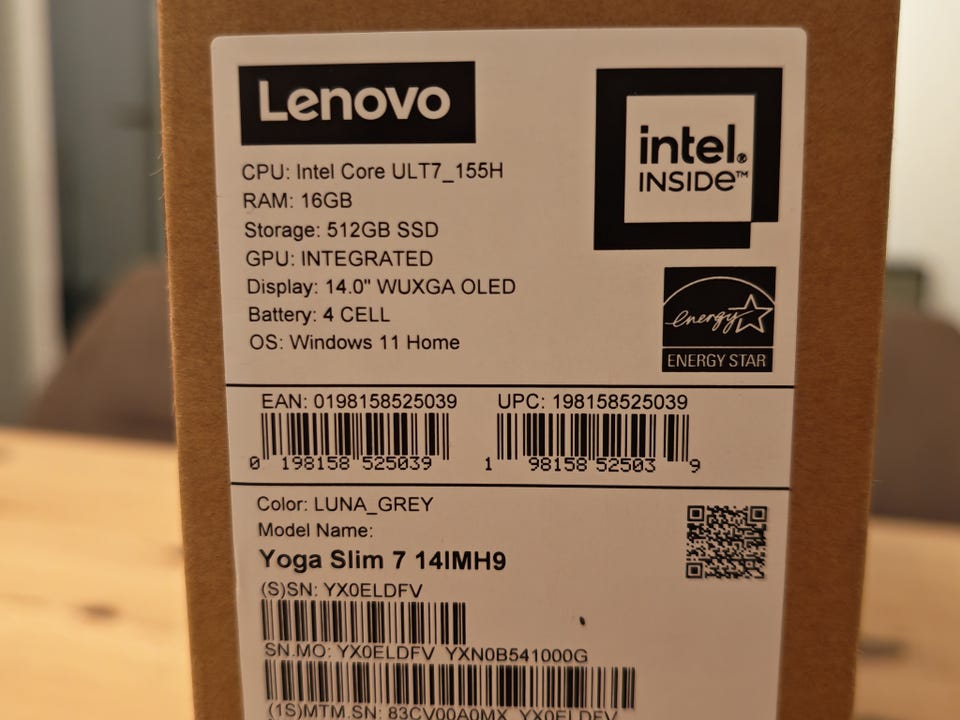 Lenovo
intel®
INSIDE™
CPU: Intel Core ULT7_155H
RAM: 16GB
Storage: 512GB SSD
GPU: INTEGRATED
Display: 14.0" WUXGA OLED
Battery: 4 CELL
OS: Windows 11 Home
energy
ENERGY STAR
EAN: 0198158525039
UPC: 198158525039
0 198158 525039
1 98158 52503 9
Color: LUNA_GREY
Model Name:
Yoga Slim 7 14IMH9
(S)SN: YX0ELDFV
SN.MO: YX0ELDFV YXN0B541000G
(1S)MTM.SN: 83CV00A0MX YX0ELDFV